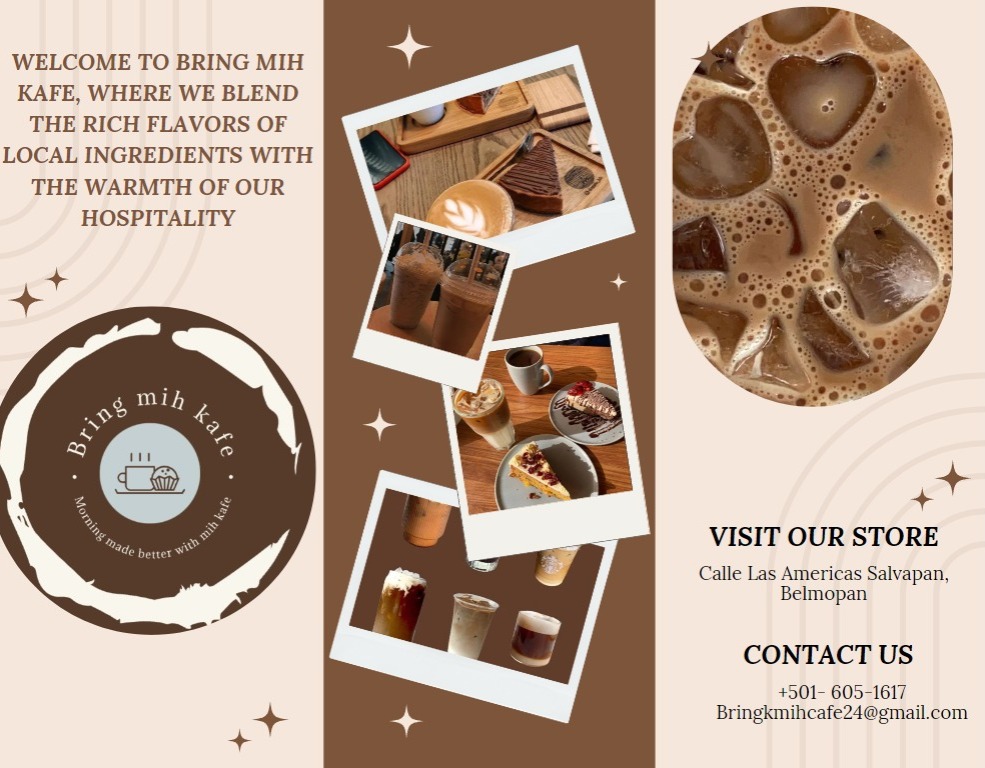 WELCOME TO BRING MIH
KAFE, WHERE WE BLEND
THE RICH FLAVORS OF
LOCAL INGREDIENTS WITH
THE WARMTH OF OUR
HOSPITALITY
Bring mih kafe
Morning made better with mih kafe
VISIT OUR STORE
Calle Las Americas Salvapan,
Belmopan
CONTACT US
+501- 605-1617
Bringkmihcafe24@gmail.com